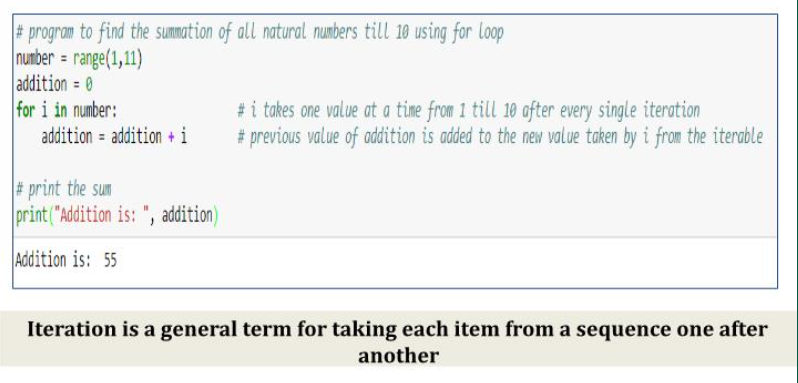 # program to find the summation of all natural numbers till 10 using for loop
number = range(1,11)
addition = 0
for i in number:                # i takes one value at a time from 1 till 10 after every single iteration
    addition = addition + i     # previous value of addition is added to the new value taken by i from the iterable
# print the sum
print("Addition is: ", addition)
Addition is:  55
Iteration is a general term for taking each item from a sequence one after
another